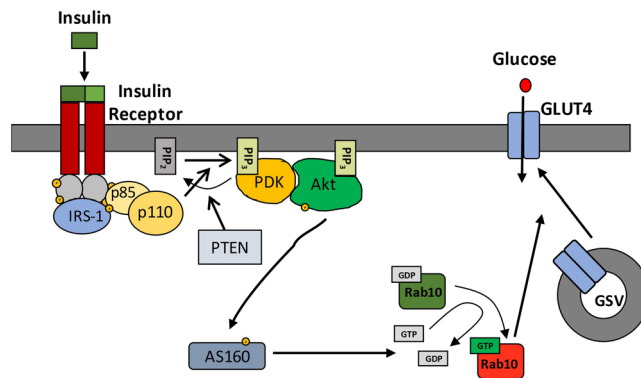 Insulin
Insulin
Receptor
Glucose
GLUT4
PIP2
PIP3
PIP3
p85
PDK
Akt
p110
IRS-1
PTEN
GDP
Rab10
GSV
GTP
GDP
GTP
Rab10
AS160